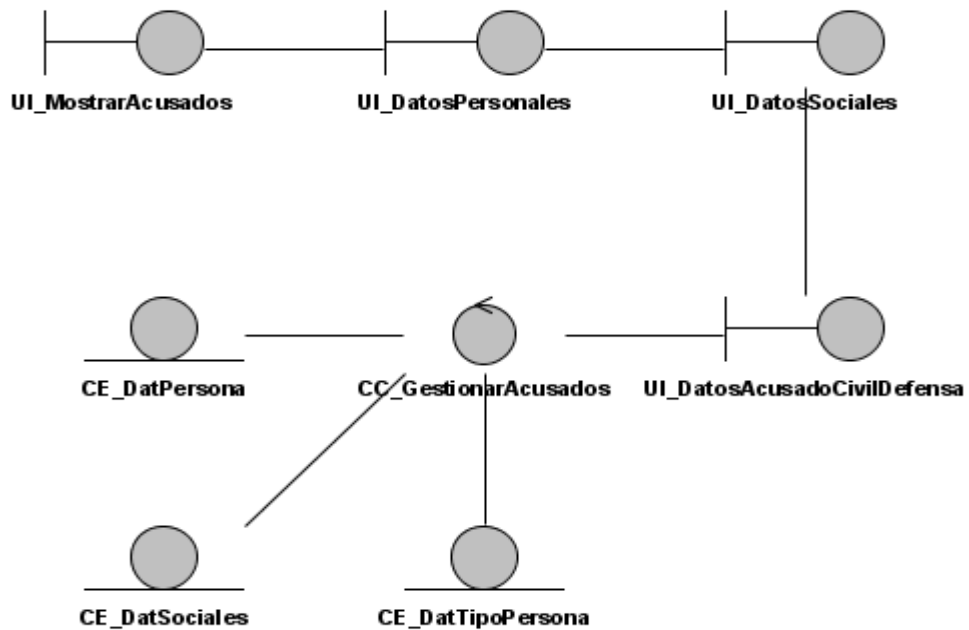 UI_MostrarAcusados
UI_DatosPersonales
UI_DatosSociales
CE_DatPersona
CC_GestionarAcusados
UI_DatosAcusadoCivilDefensa
CE_DatSociales
CE_DatTipoPersona